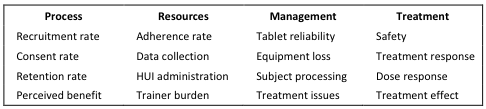 Process Resources Management Treatment
Recruitment rate Adherence rate Tablet reliability Safety
Consent rate Data collection Equipment loss Treatment response
Retention rate HUI administration Subject processing Dose response
Perceived benefit Trainer burden Treatment issues Treatment effect